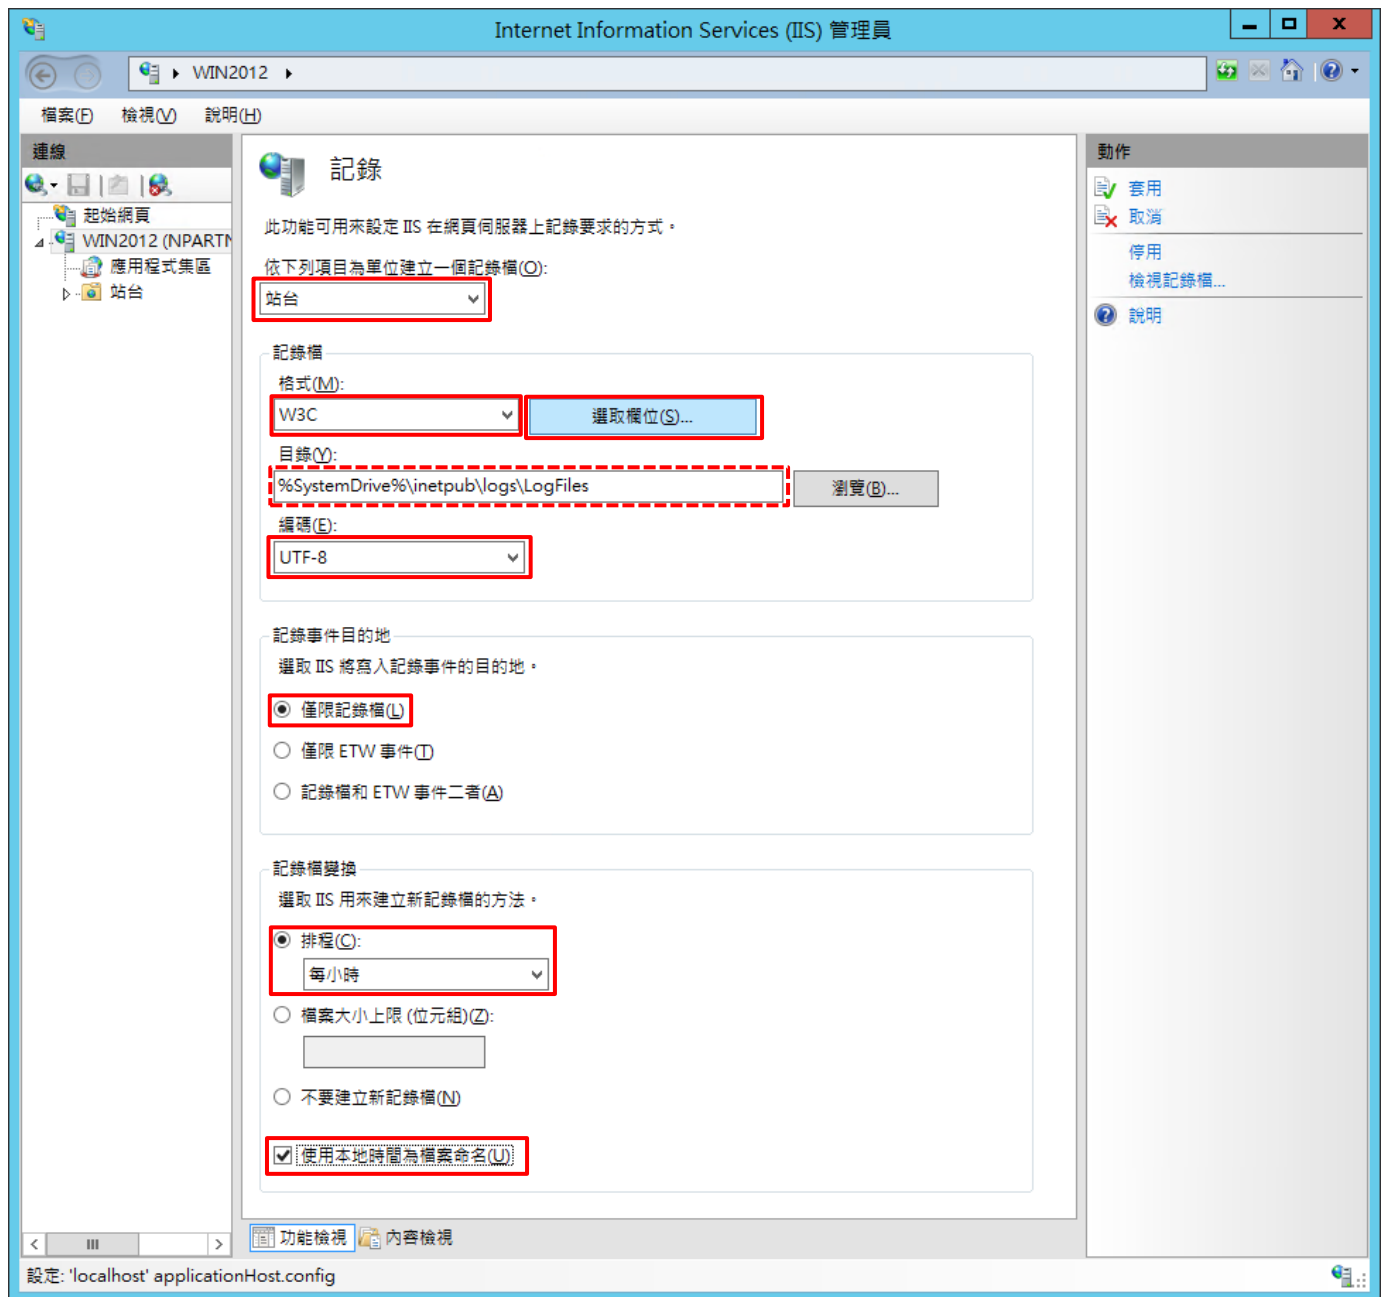 Internet Information Services (IIS) 管理員
WIN2012
檔案(F) 檢視(V) 說明(H)
連線
起始網頁
WIN2012 (NPARTN
應用程式集區
站台
記錄
此功能可用來設定 IIS 在網頁伺服器上記錄要求的方式。
依下列項目為單位建立一個記錄檔(O):
站台
記錄檔
格式(M):
W3C
選取欄位(S)...
目錄(Y):
%SystemDrive%\inetpub\logs\LogFiles
瀏覽(B)...
編碼(E):
UTF-8
記錄事件目的地
選取 IIS 將寫入記錄事件的目的地。
僅限記錄檔(L)
僅限 ETW 事件(T)
記錄檔和 ETW 事件二者(A)
記錄檔變換
選取 IIS 用來建立新記錄檔的方法。
排程(C):
每小時
檔案大小上限 (位元組)(Z):
不要建立新記錄檔(N)
使用本地時間為檔案命名(U)
功能檢視 內容檢視
動作
套用
取消
停用
檢視記錄檔...
說明
設定: 'localhost' applicationHost.config